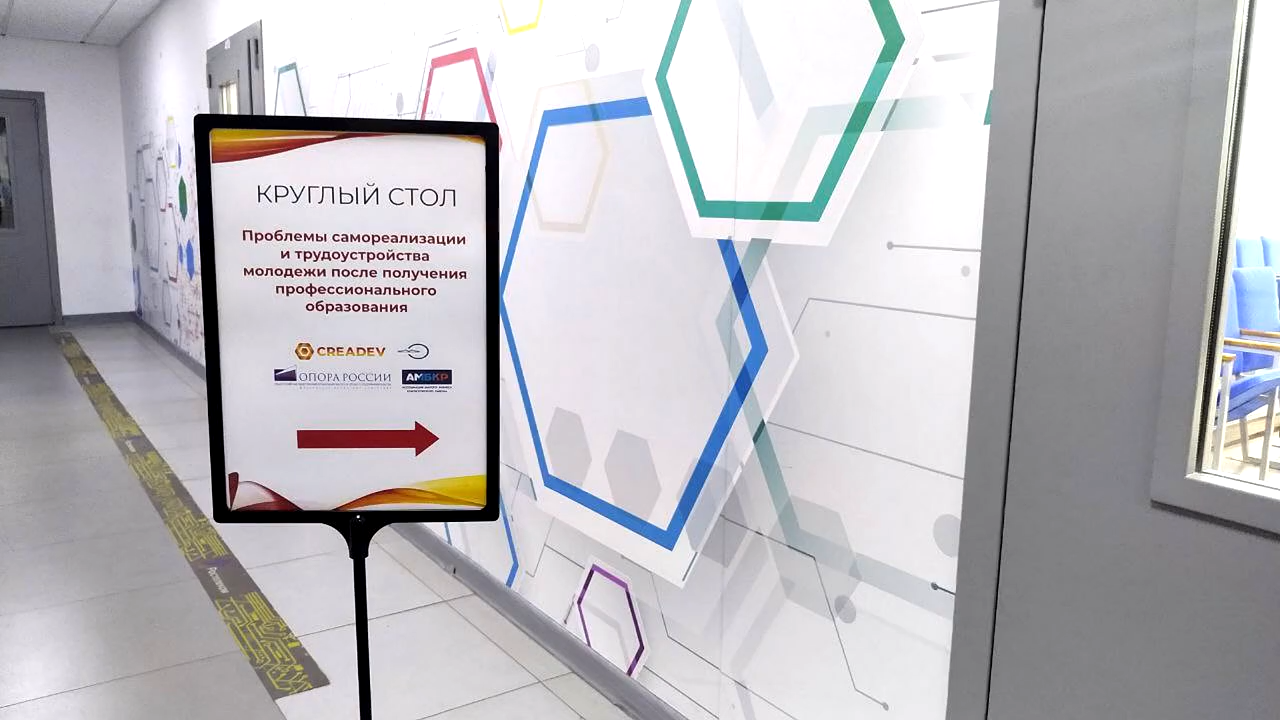 КРУГЛЫЙ СТОЛ
Проблемы самореализации
и трудоустройства
молодежи после получения
профессионального
образования
CREADEV
ОПОРА РОССИИ
АМБКР